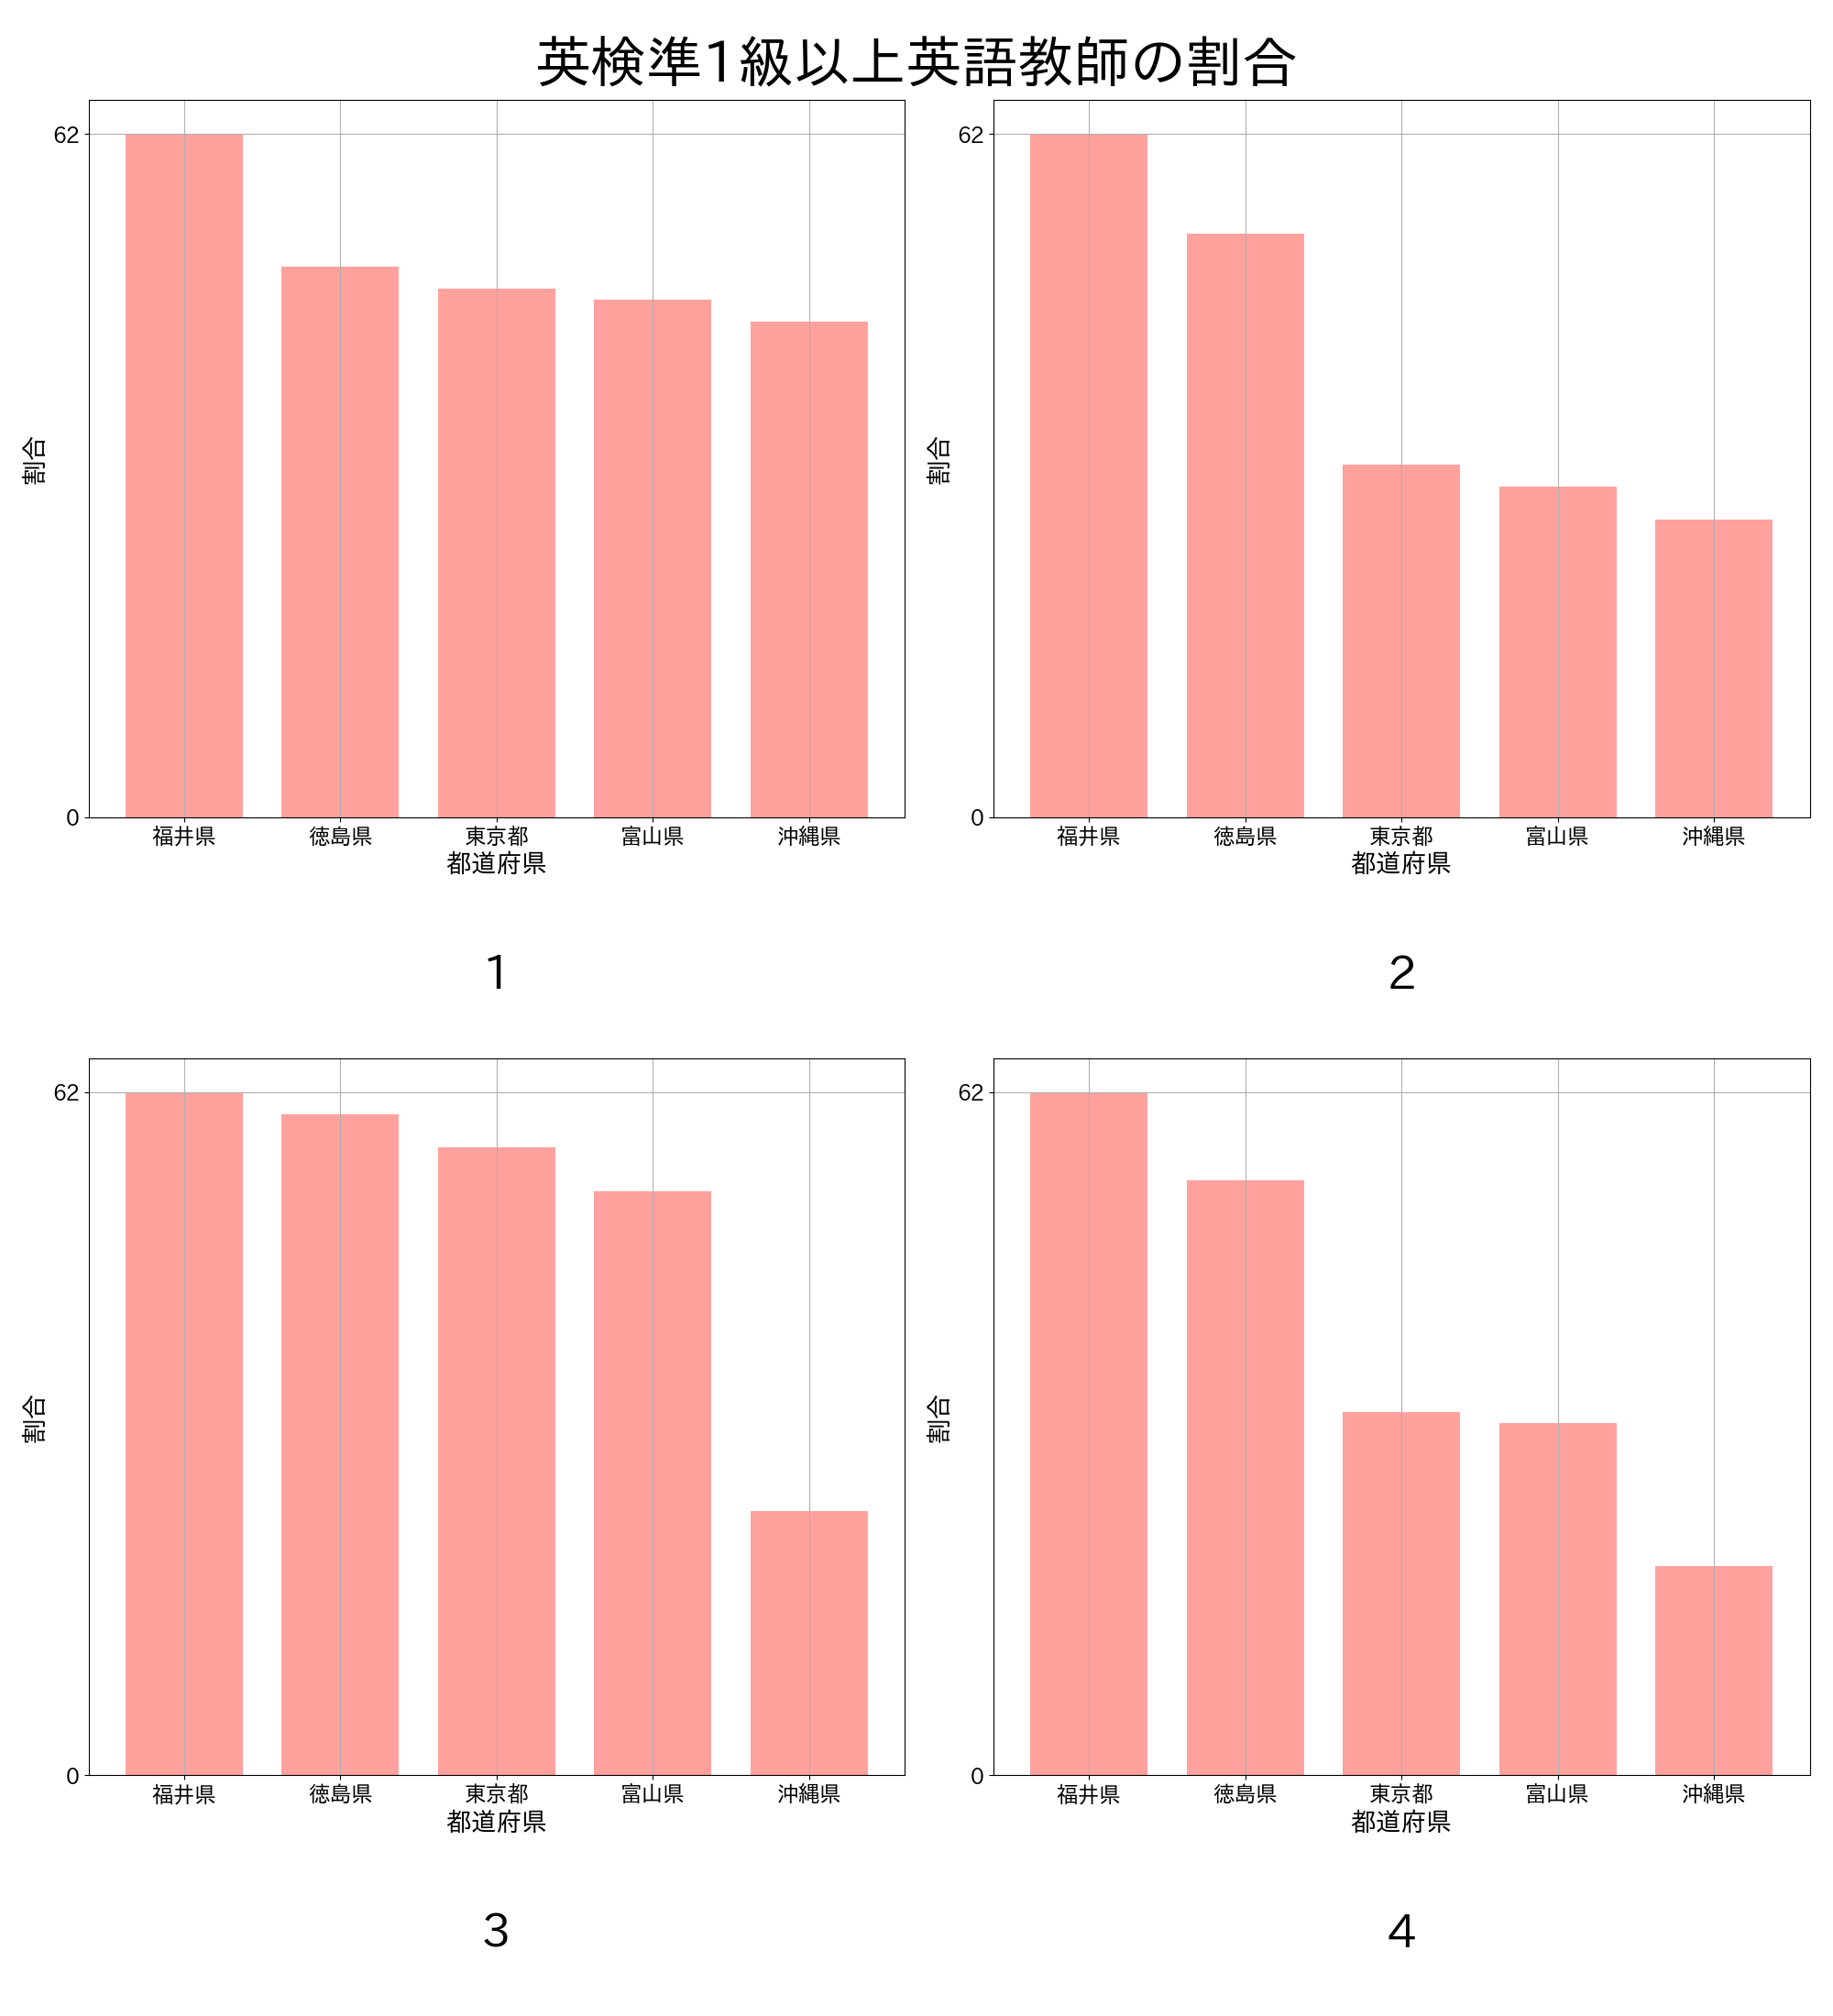 英検準1級以上英語教師の割合
62
0
割合
福井県 徳島県 東京都 富山県 沖縄県
都道府県
1
62
0
割合
福井県 徳島県 東京都 富山県 沖縄県
都道府県
2
62
0
割合
福井県 徳島県 東京都 富山県 沖縄県
都道府県
3
62
0
割合
福井県 徳島県 東京都 富山県 沖縄県
都道府県
4